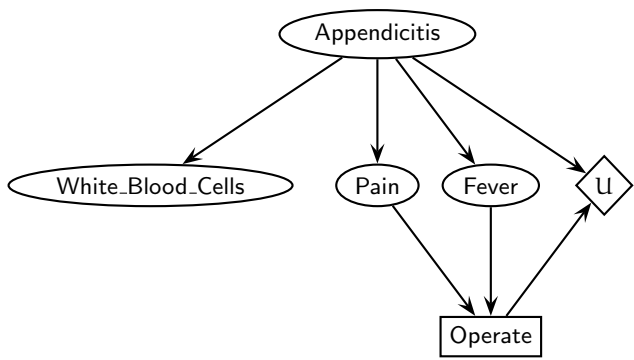 Appendicitis
White_Blood_Cells
Pain
Fever
U
Operate